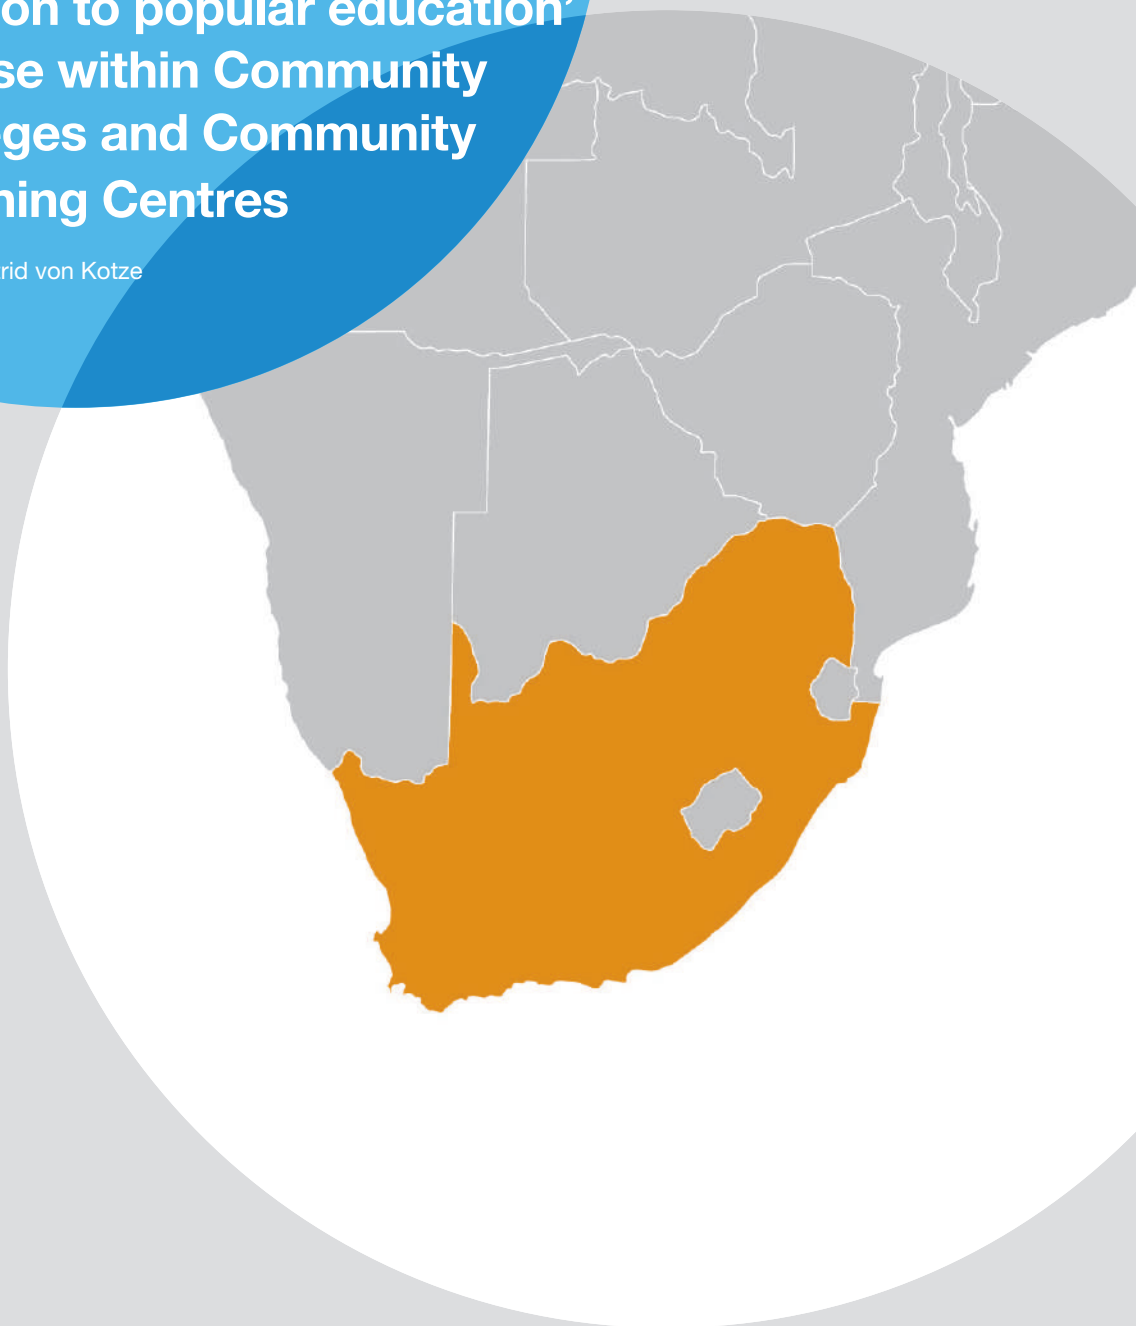 on to popular education’
se within Community
ges and Community
ning Centres
rid von Kotze